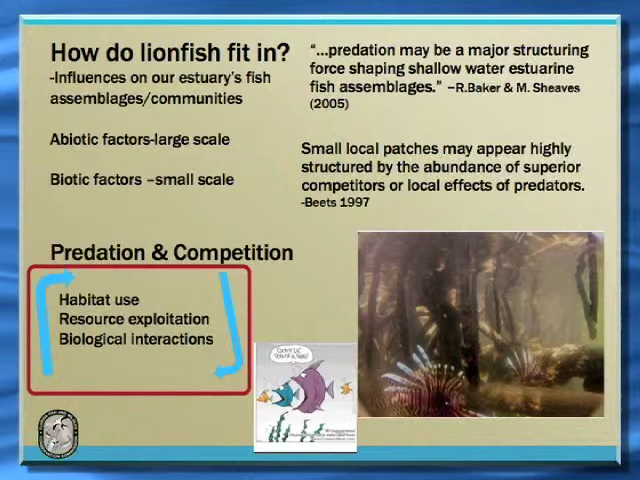 How do lionfish fit in?
-Influences on our estuary's fish
assemblages/communities
Abiotic factors-large scale
Biotic factors –small scale
"…predation may be a major structuring
force shaping shallow water estuarine
fish assemblages." –R.Baker & M. Sheaves
(2005)
Small local patches may appear highly
structured by the abundance of superior
competitors or local effects of predators.
-Beets 1997
Predation & Competition
Habitat use
Resource exploitation
Biological interactions